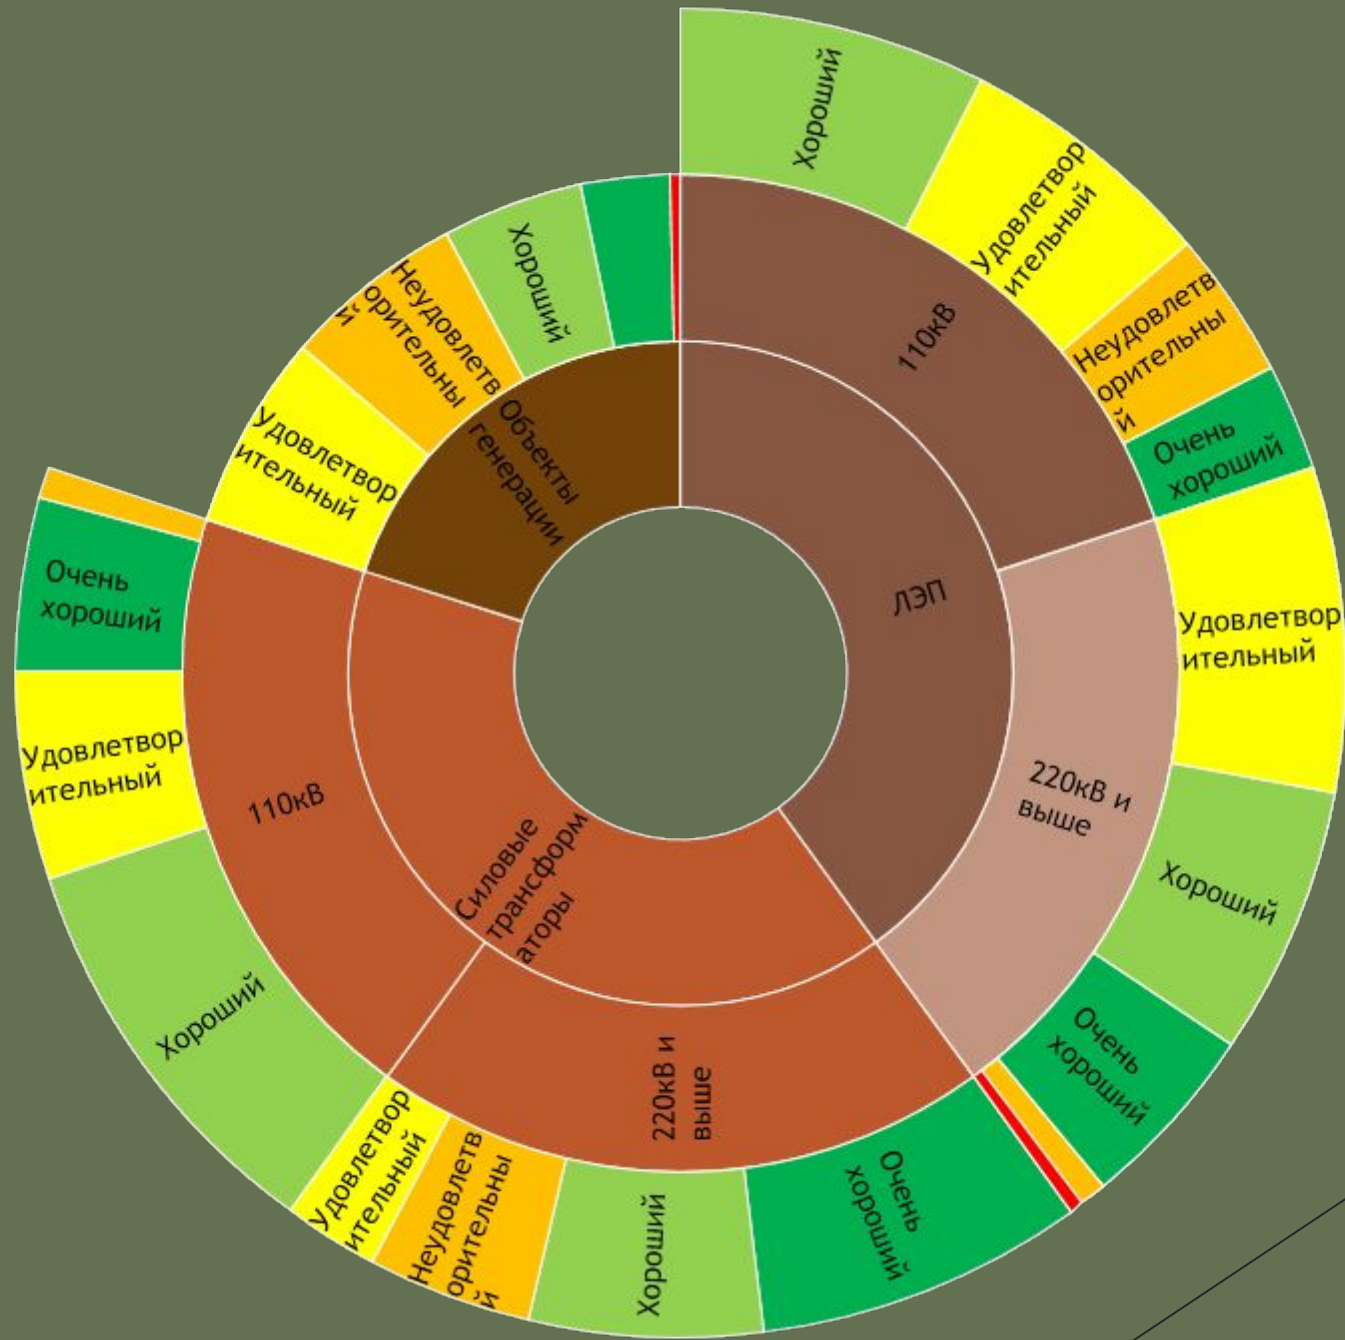 Хороший
Удовлетвор
ительный
Неудовлетв
орительны
й
Очень
хороший
110кВ
ЛЭП
Удовлетвор
ительный
220кВ и
выше
Хороший
Очень
хороший
Очень
хороший
220кВ и
выше
Хороший
Неудовлетв
орительны
й
Удовлетвор
ительный
Силовые
трансформ
аторы
Хороший
110кВ
Удовлетвор
ительный
Очень
хороший
Объекты
генерации
Удовлетвор
ительный
Неудовлетв
орительны
й
Хороший